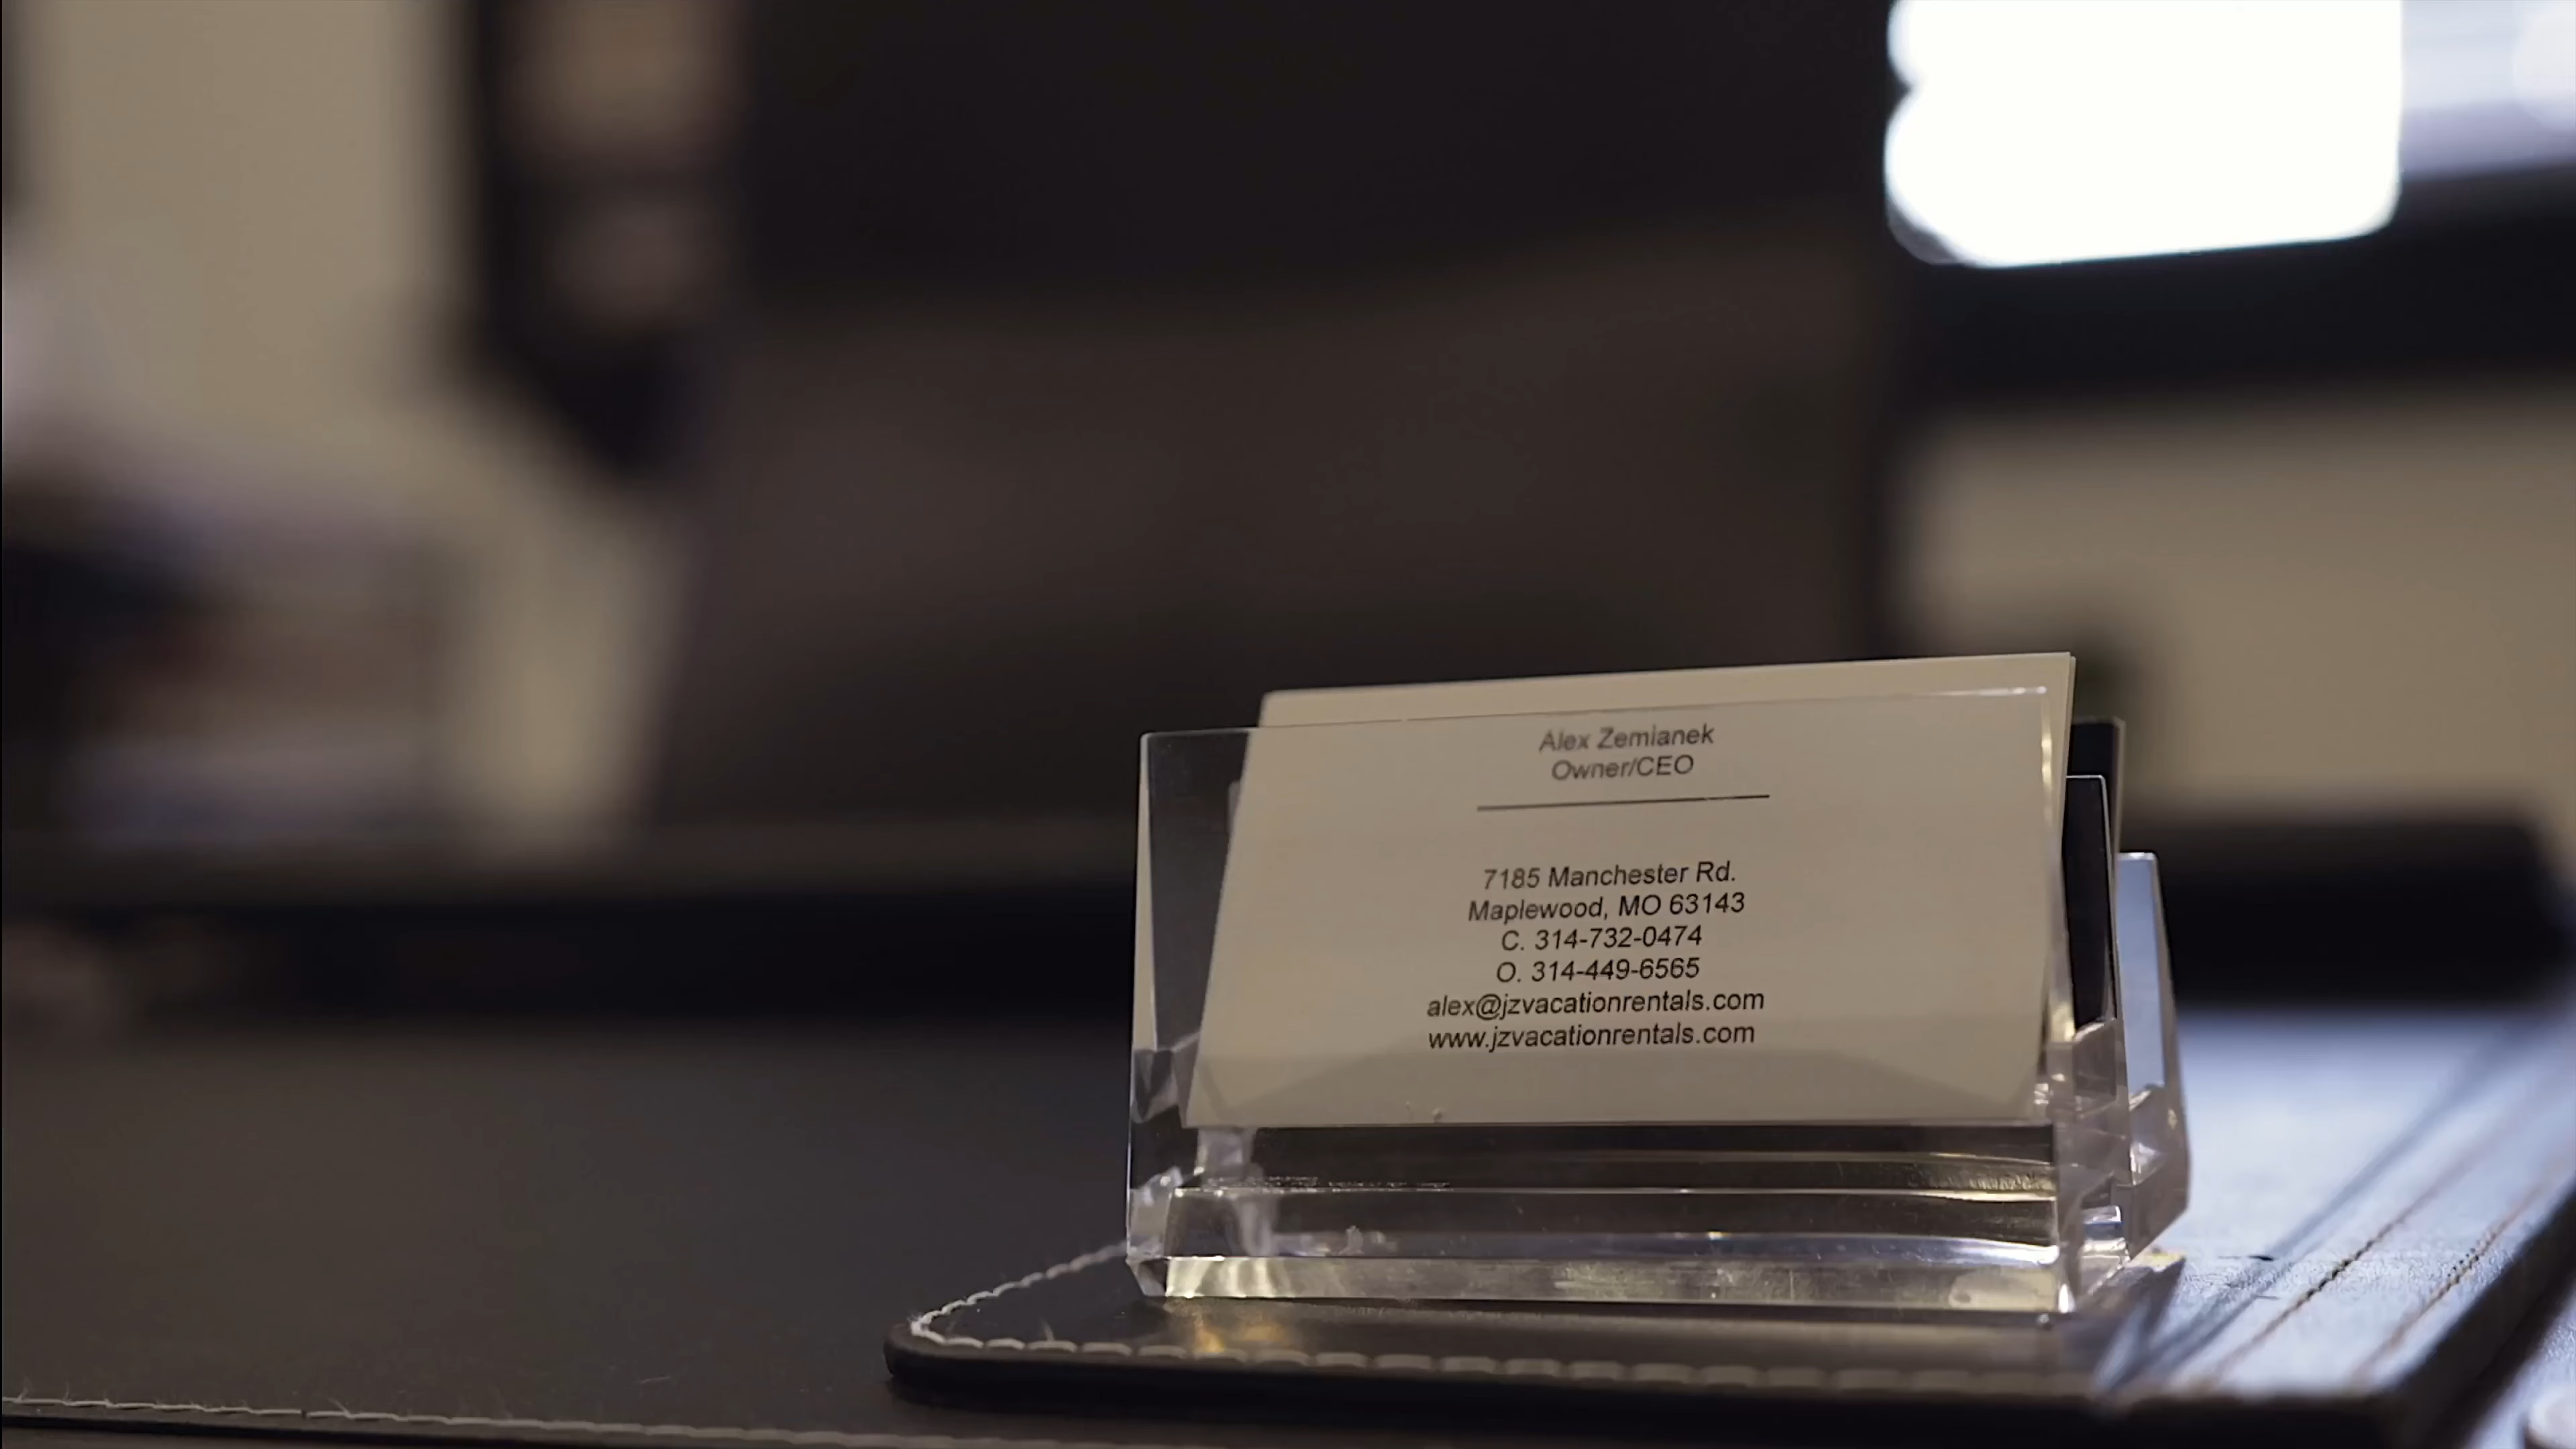 Alex Zemianek
Owner/CEO
7185 Manchester Rd.
Maplewood, MO 63143
C. 314-732-0474
O. 314-449-6565
alex@jzvacationrentals.com
www.jzvacationrentals.com